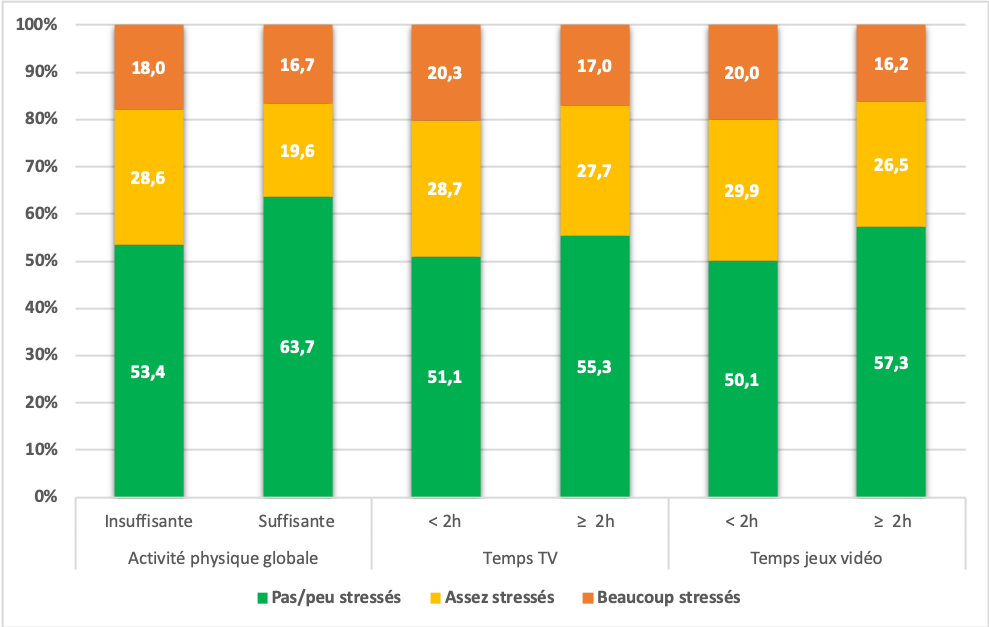 100%
90%
80%
70%
60%
50%
40%
30%
20%
10%
0%
18,0 16,7 20,3 17,0 20,0 16,2
28,6 19,6 28,7 27,7 29,9 26,5
53,4 63,7 51,1 55,3 50,1 57,3
Insuffisante Suffisante < 2h ≥ 2h < 2h ≥ 2h
Activité physique globale Temps TV Temps jeux vidéo
Pas/peu stressés Assez stressés Beaucoup stressés